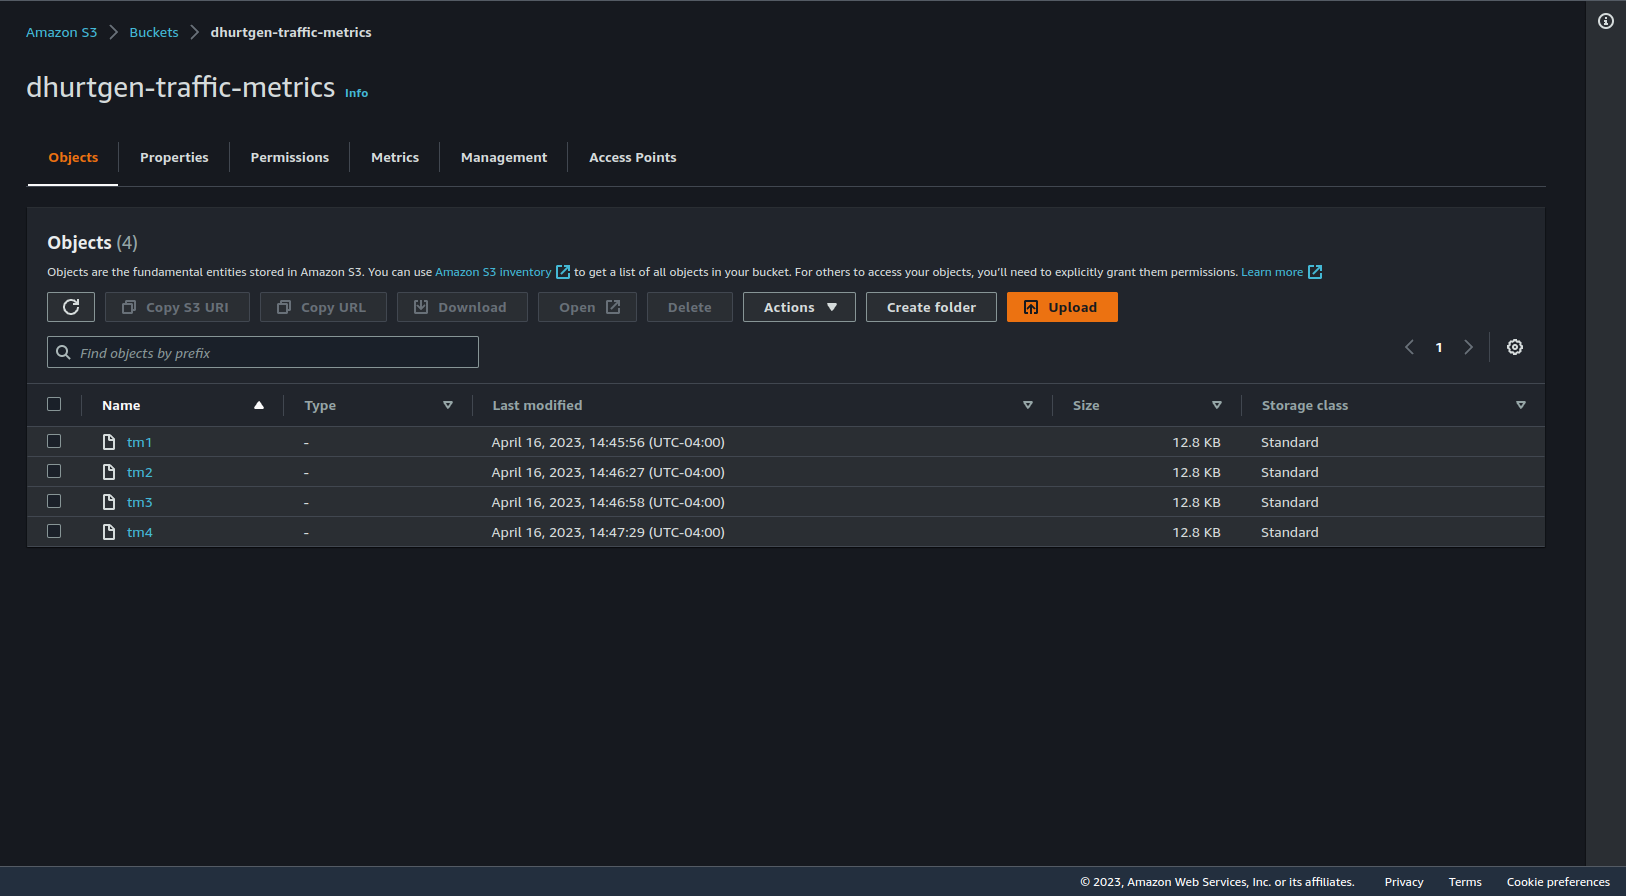 Amazon S3 Buckets dhurtgen-traffic-metrics
dhurtgen-traffic-metrics Info
Objects Properties Permissions Metrics Management Access Points
Objects (4)
Objects are the fundamental entities stored in Amazon S3. You can use Amazon S3 inventory to get a list of all objects in your bucket. For others to access your objects, you'll need to explicitly grant them permissions. Learn more
Copy S3 URI Copy URL Download Open Delete Actions Create folder Upload
Find objects by prefix 1
Name Type Last modified Size Storage class
tm1 - April 16, 2023, 14:45:56 (UTC-04:00) 12.8 KB Standard
tm2 - April 16, 2023, 14:46:27 (UTC-04:00) 12.8 KB Standard
tm3 - April 16, 2023, 14:46:58 (UTC-04:00) 12.8 KB Standard
tm4 - April 16, 2023, 14:47:29 (UTC-04:00) 12.8 KB Standard
© 2023, Amazon Web Services, Inc. or its affiliates. Privacy Terms Cookie preferences